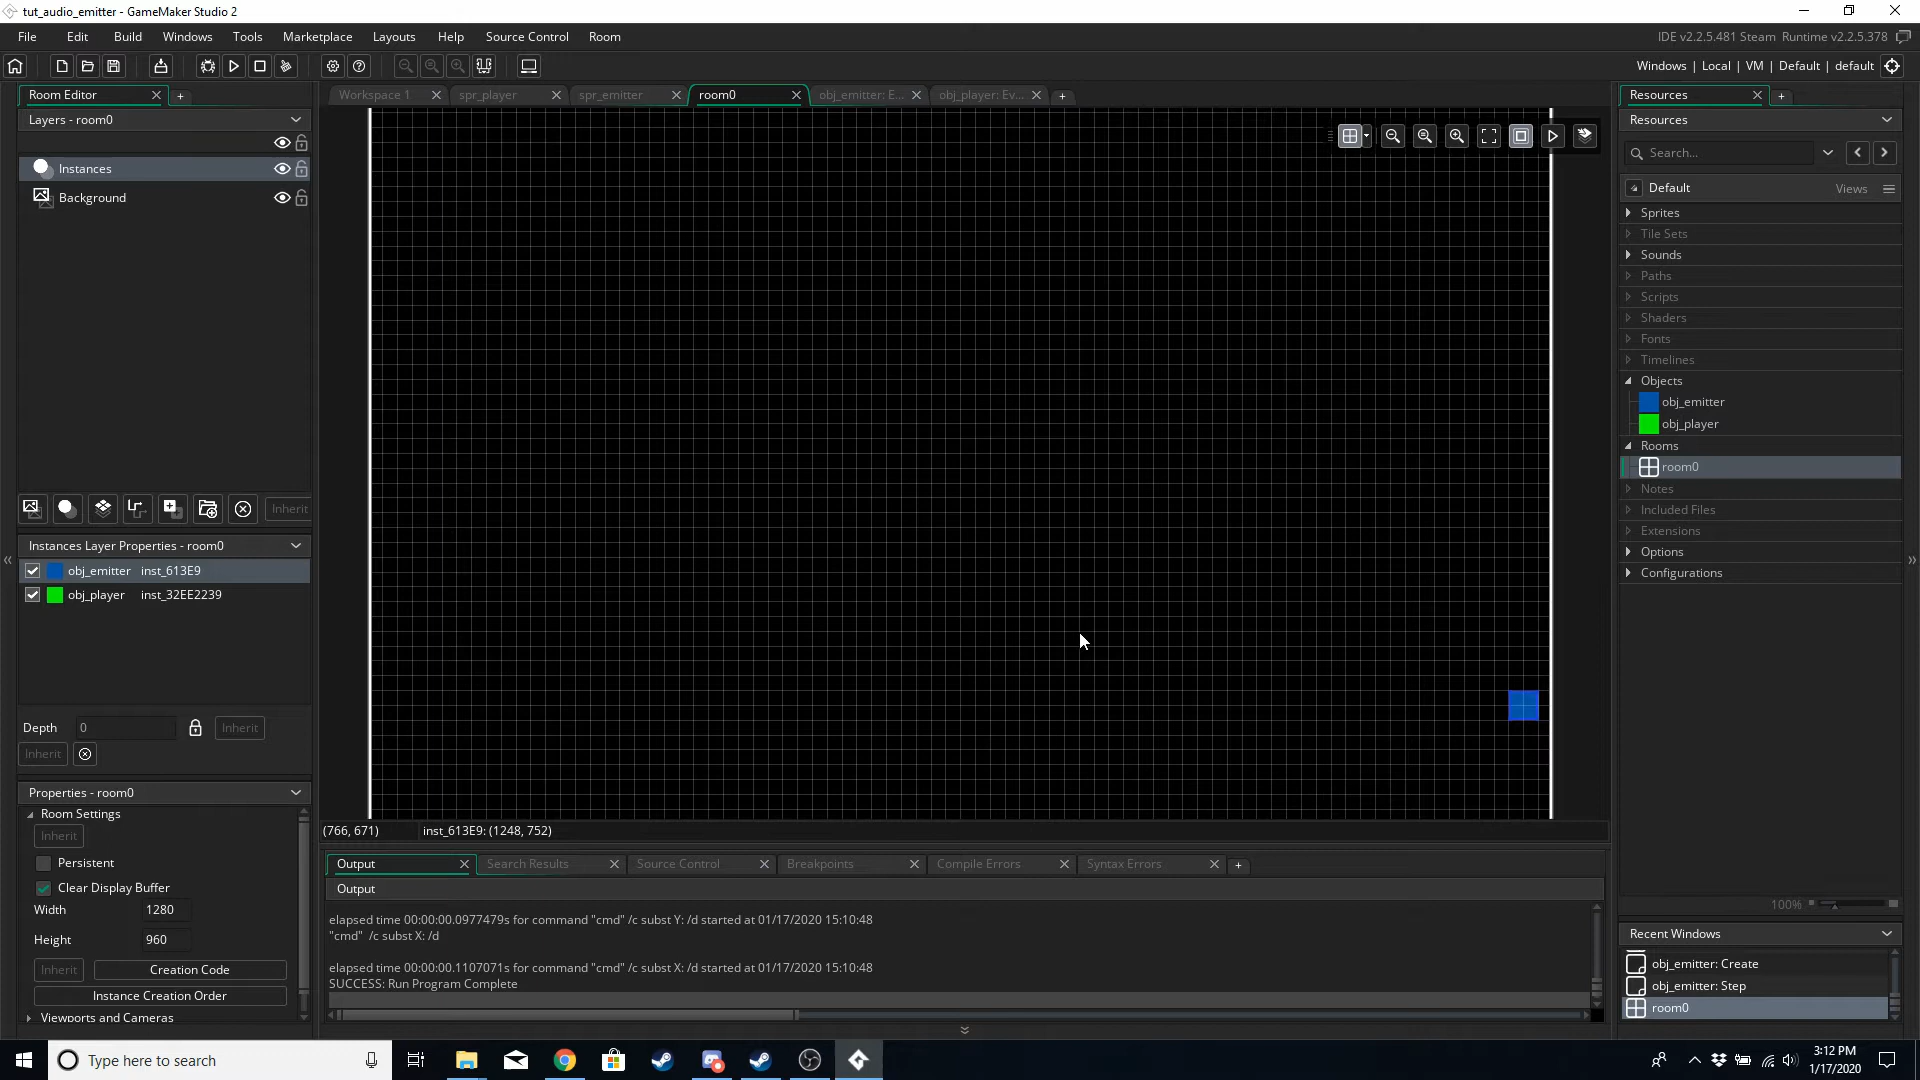 tut_audio_emitter - GameMaker Studio 2
File Edit Build Windows Tools Marketplace Layouts Help Source Control Room
IDE v2.2.5.481 Steam Runtime v2.2.5.378
Windows | Local | VM | Default | default
Room Editor
Workspace 1
spr_player
spr_emitter
room0
obj_emitter: E...
obj_player: Ev...
Layers - room0
Instances
Background
Inherit
Instances Layer Properties - room0
obj_emitter inst_613E9
obj_player inst_32EE2239
Depth 0 Inherit
Inherit
Properties - room0
Room Settings
Inherit
Persistent
Clear Display Buffer
Width 1280
Height 960
Inherit Creation Code
Instance Creation Order
Viewports and Cameras
(766, 671) inst_613E9: (1248, 752)
Output Search Results Source Control Breakpoints Compile Errors Syntax Errors
Output
elapsed time 00:00:00.0977479s for command "cmd" /c subst Y: /d started at 01/17/2020 15:10:48
"cmd" /c subst X: /d
elapsed time 00:00:00.1107071s for command "cmd" /c subst X: /d started at 01/17/2020 15:10:48
SUCCESS: Run Program Complete
Resources
Resources
Search...
Default Views
Sprites
Tile Sets
Sounds
Paths
Scripts
Shaders
Fonts
Timelines
Objects
obj_emitter
obj_player
Rooms
room0
Notes
Included Files
Extensions
Options
Configurations
100%
Recent Windows
obj_emitter: Create
obj_emitter: Step
room0
Type here to search
3:12 PM
1/17/2020